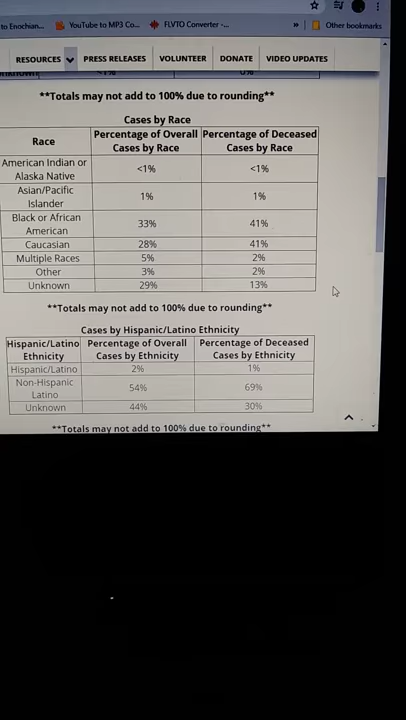 to Enochian... YouTube to MP3 Co... FLVTO Converter -... » Other bookmarks
RESOURCES PRESS RELEASES VOLUNTEER DONATE VIDEO UPDATES
Unknown <1% 0%
**Totals may not add to 100% due to rounding**
Cases by Race
Race Percentage of Overall Cases by Race Percentage of Deceased Cases by Race
American Indian or Alaska Native <1% <1%
Asian/Pacific Islander 1% 1%
Black or African American 33% 41%
Caucasian 28% 41%
Multiple Races 5% 2%
Other 3% 2%
Unknown 29% 13%
**Totals may not add to 100% due to rounding**
Cases by Hispanic/Latino Ethnicity
Hispanic/Latino Ethnicity Percentage of Overall Cases by Ethnicity Percentage of Deceased Cases by Ethnicity
Hispanic/Latino 2% 1%
Non-Hispanic Latino 54% 69%
Unknown 44% 30%
**Totals may not add to 100% due to rounding**